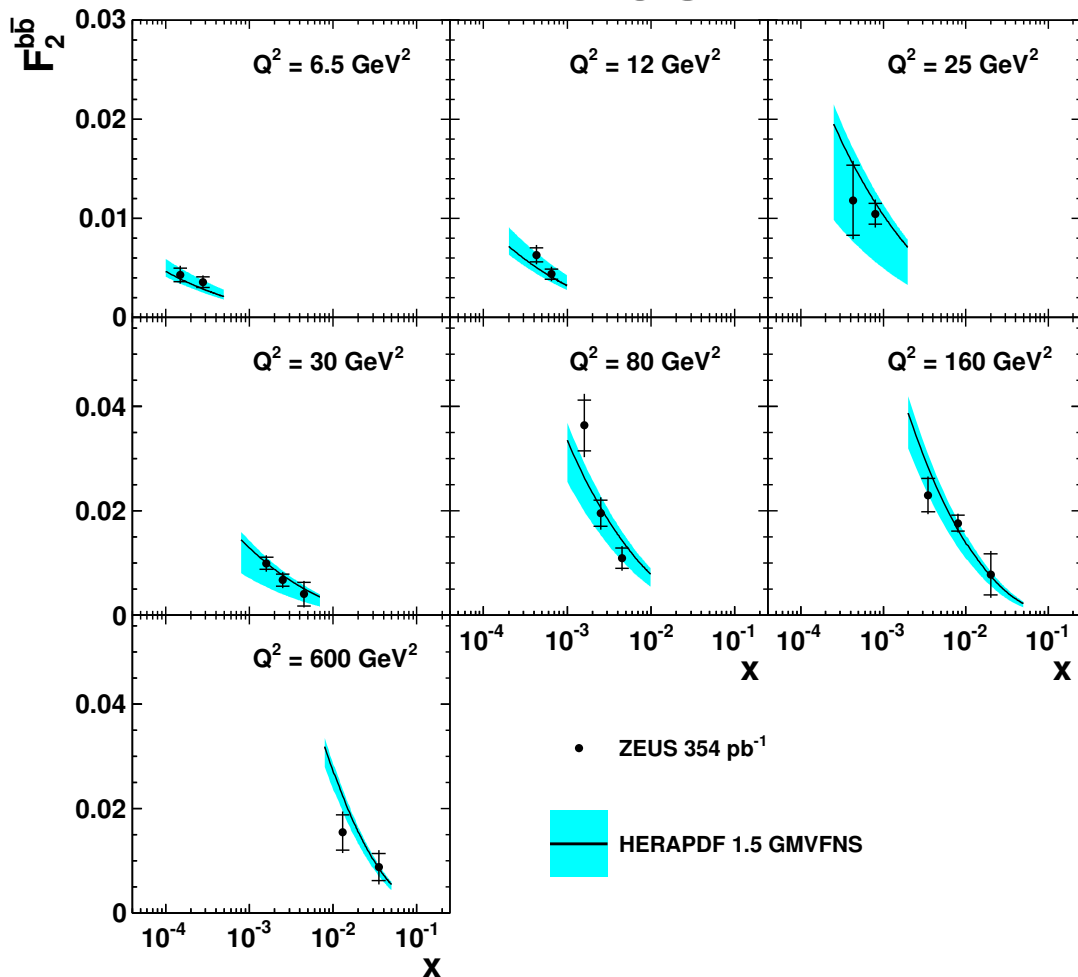 F₂^bb̄
0.03
Q² = 6.5 GeV²
Q² = 12 GeV²
Q² = 25 GeV²
0.02
0.01
0
Q² = 30 GeV²
Q² = 80 GeV²
Q² = 160 GeV²
0.04
0.02
0
10⁻⁴ 10⁻³ 10⁻² 10⁻¹
x
10⁻⁴ 10⁻³ 10⁻² 10⁻¹
x
Q² = 600 GeV²
0.04
0.02
0
10⁻⁴ 10⁻³ 10⁻² 10⁻¹
x
ZEUS 354 pb⁻¹
HERAPDF 1.5 GMVFNS